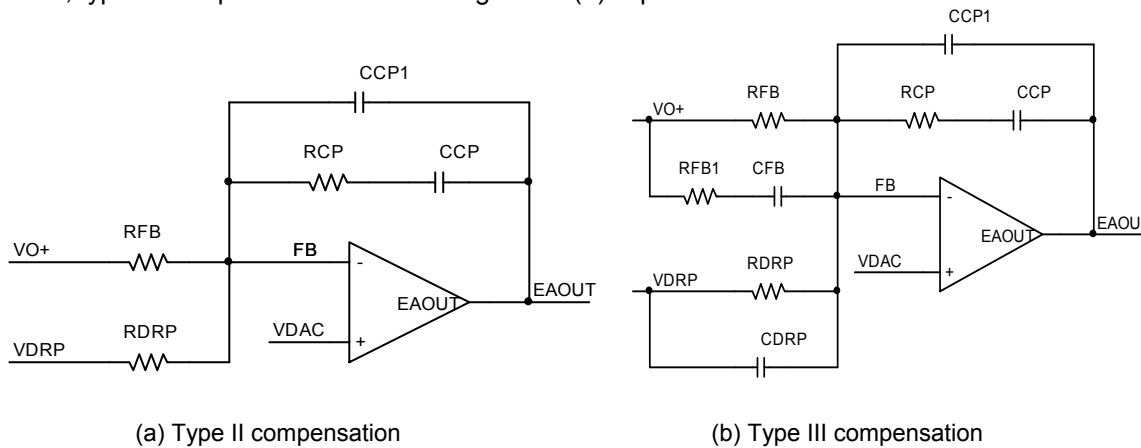 CCP1
RCP
CCP
RFB
VO+
FB
-
EAOUT
EAOUT
RDRP
VDAC
+
VDRP
(a) Type II compensation
CCP1
RFB
RCP
CCP
VO+
RFB1
CFB
FB
-
EAOUT
EAOU
RDRP
VDAC
+
VDRP
CDRP
(b) Type III compensation